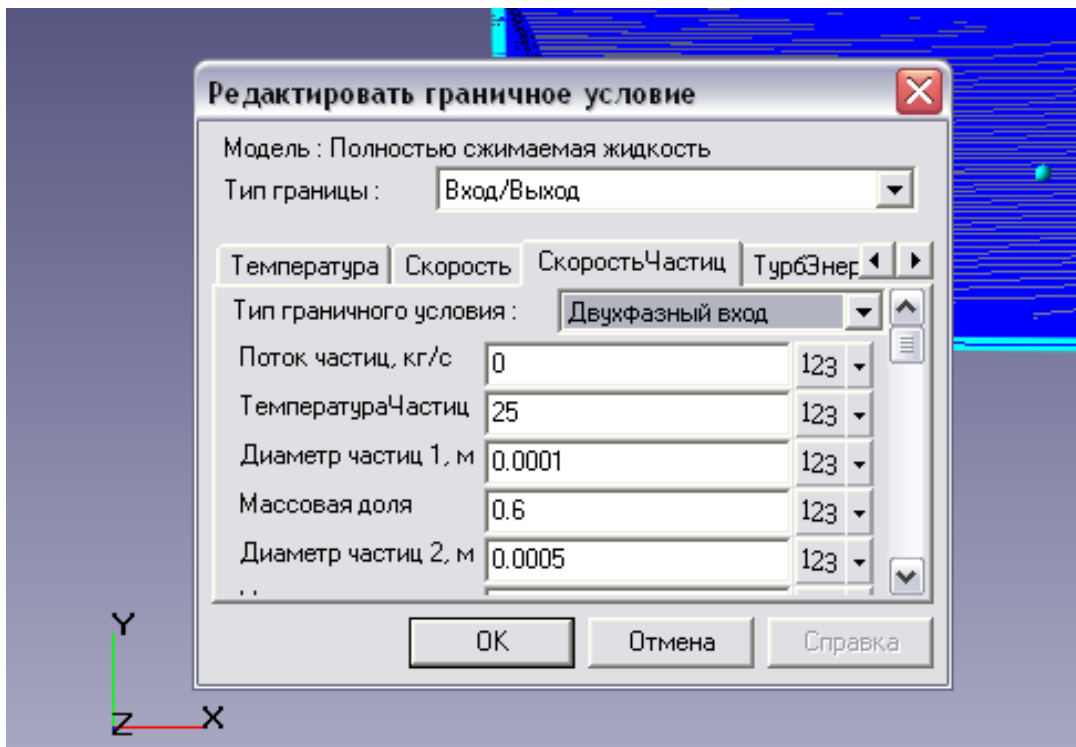 Редактировать граничное условие
Модель : Полностью сжимаемая жидкость
Тип границы : Вход/Выход
Температура Скорость СкоростьЧастиц ТурбЭнер
Тип граничного условия : Двухфазный вход
Поток частиц, кг/с 0 123
ТемператураЧастиц 25 123
Диаметр частиц 1, м 0.0001 123
Массовая доля 0.6 123
Диаметр частиц 2, м 0.0005 123
OK Отмена Справка
Y
Z X